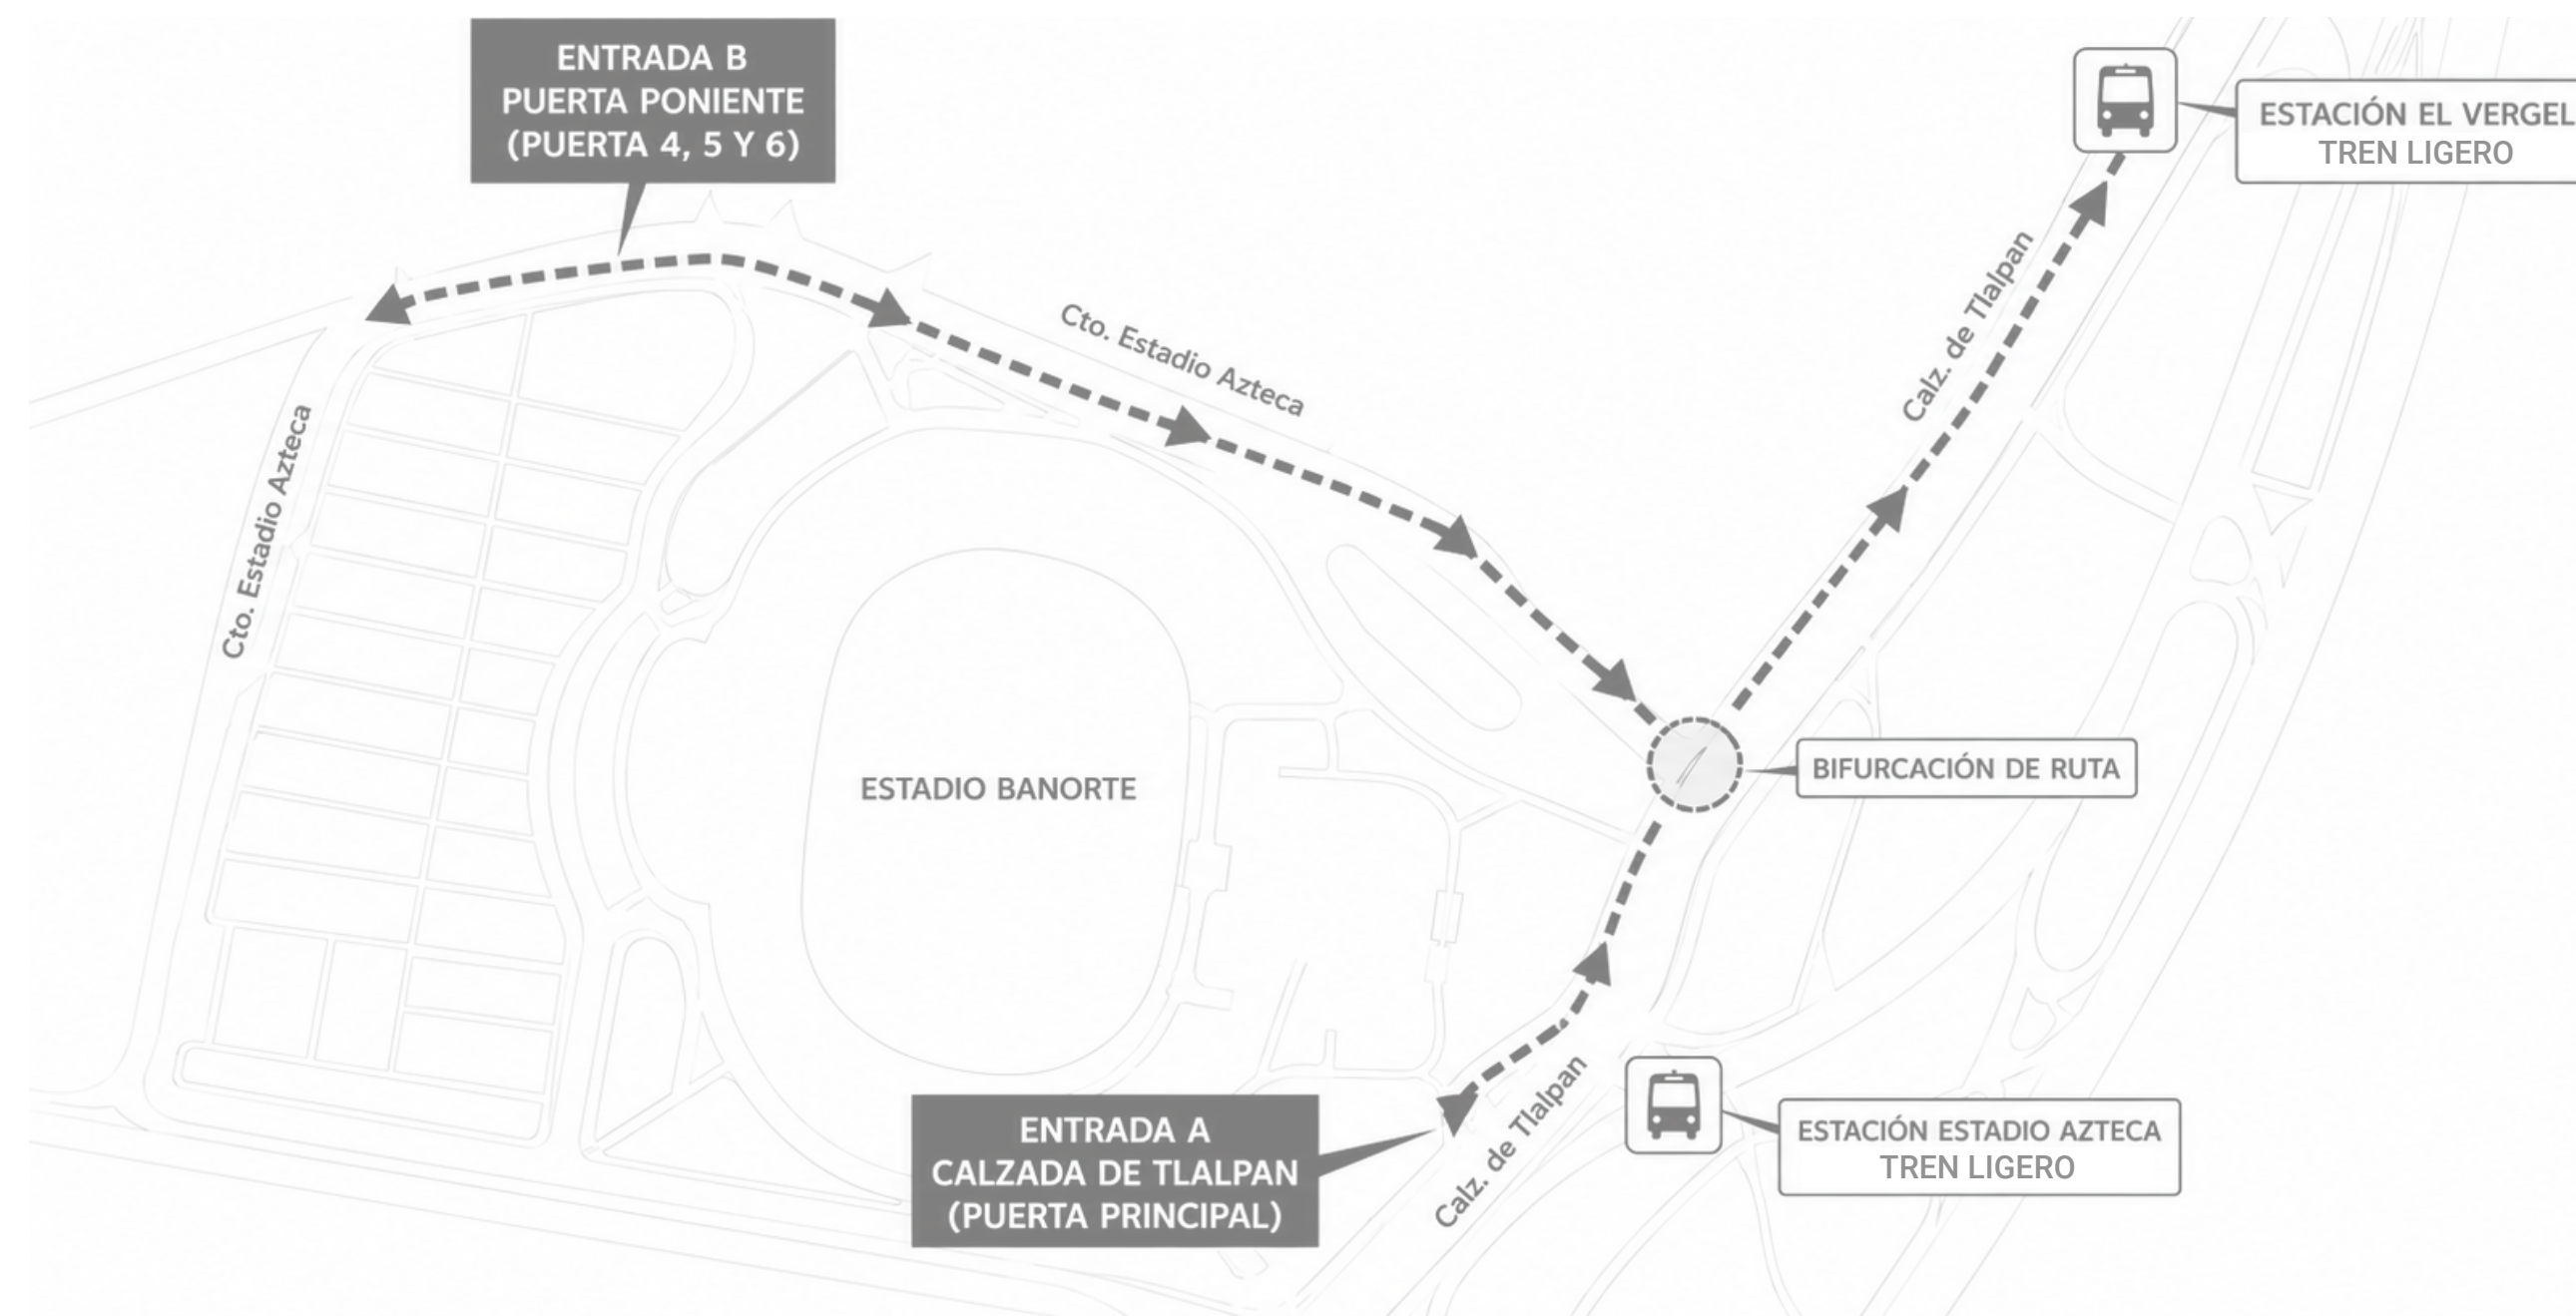 ENTRADA B
PUERTA PONIENTE
(PUERTA 4, 5 Y 6)
ESTACIÓN EL VERGEL
TREN LIGERO
Calz. de Tlalpan
Cto. Estadio Azteca
Cto. Estadio Azteca
ESTADIO BANORTE
BIFURCACIÓN DE RUTA
ENTRADA A
CALZADA DE TLALPAN
(PUERTA PRINCIPAL)
Calz. de Tlalpan
ESTACIÓN ESTADIO AZTECA
TREN LIGERO